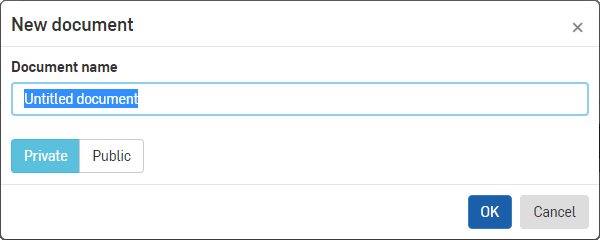 New document
×
Document name
Untitled document
Private Public
OK Cancel